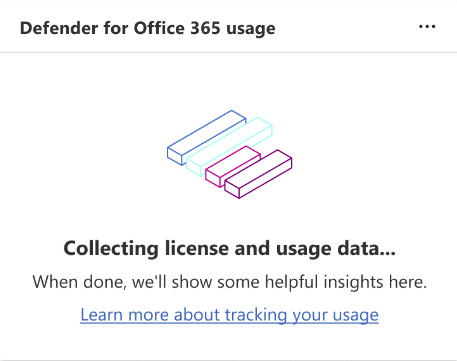 Defender for Office 365 usage
Collecting license and usage data...
When done, we'll show some helpful insights here.
Learn more about tracking your usage